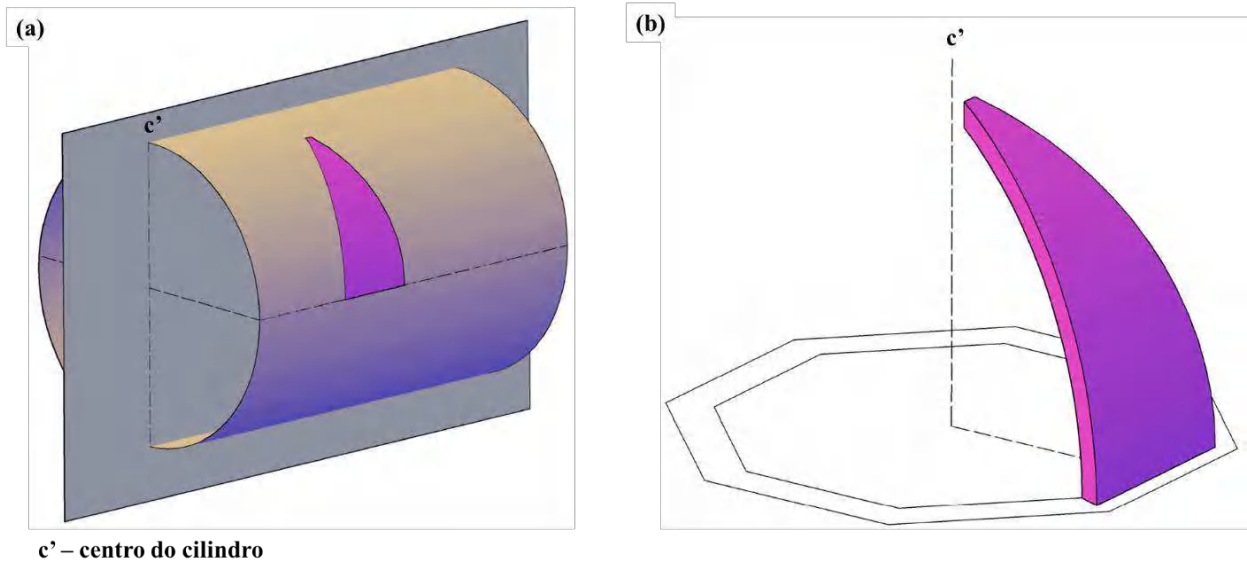 (a)
c’
(b)
c’
c’ – centro do cilindro